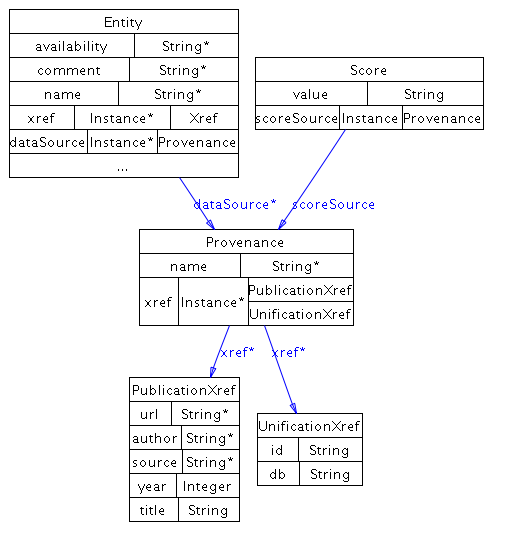 Entity
availability String*
comment String*
name String*
xref Instance* Xref
dataSource Instance* Provenance
...
Score
value String
scoreSource Instance Provenance
dataSource*
scoreSource
Provenance
name String*
xref Instance* PublicationXref
UnificationXref
xref*
xref*
PublicationXref
url String*
author String*
source String*
year Integer
title String
UnificationXref
id String
db String